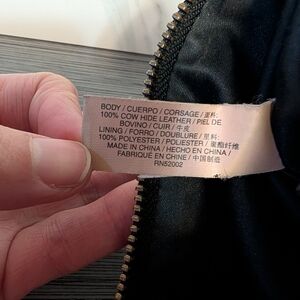 BODY / CUERPO / CORSAGE / 面料:
100% COW HIDE LEATHER / PIEL DE
BOVINO / CUIR / 牛皮
LINING / FORRO / DOUBLURE / 里料:
100% POLYESTER / POLIESTER / 聚酯纤维
MADE IN CHINA / HECHO EN CHINA /
FABRIQUÉ EN CHINE / 中国制造
RN52002